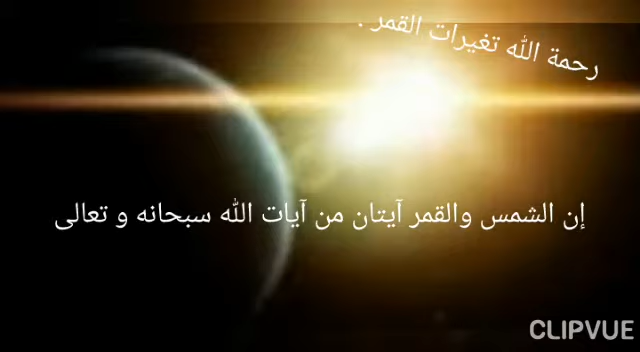 رحمة الله تغيرات القمر .
إن الشمس والقمر آيتان من آيات الله سبحانه و تعالى
CLIPVUE